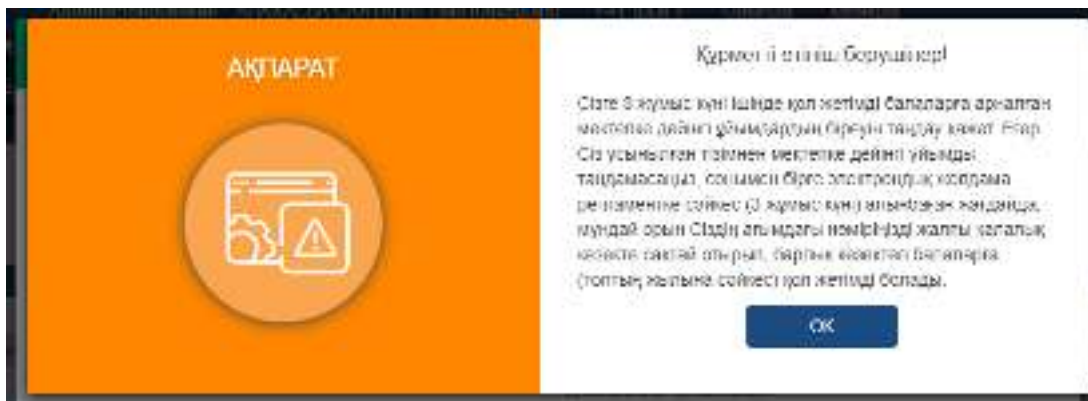 АҚПАРАТ
Құрметті өтініш берушілер!
Сізге 3 жұмыс күні ішінде қол жетімді балаларға арналған
мектепке дейінгі ұйымдардың біреуін таңдау қажет. Егер
Сіз ұсынылған тізімнен мектепке дейінгі ұйымды
таңдамасаңыз, сонымен бірге электрондық жолдама
регламентке сәйкес (3 жұмыс күні) алынбаған жағдайда,
мұндай орын Сіздің ағымдағы нөміріңізді жалпы қалалық
кезекте сақтай отырып, барлық кезектегі балаларға
(топтың жылына сәйкес) қол жетімді болады.
OK